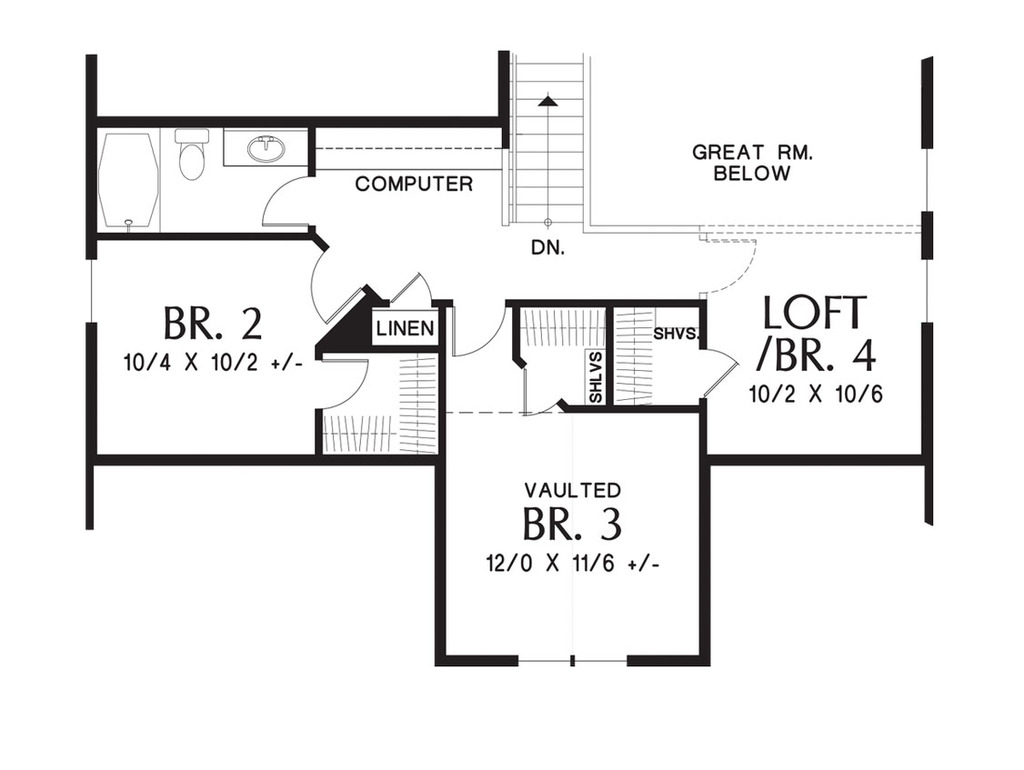 GREAT RM.
BELOW
COMPUTER
DN.
BR. 2
10/4 X 10/2 +/-
LINEN
SHVS.
SHLVS
LOFT
/BR. 4
10/2 X 10/6
VAULTED
BR. 3
12/0 X 11/6 +/-